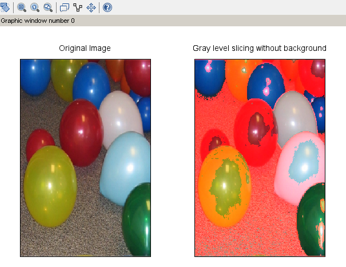 Graphic window number 0
Original Image
Gray level slicing without background